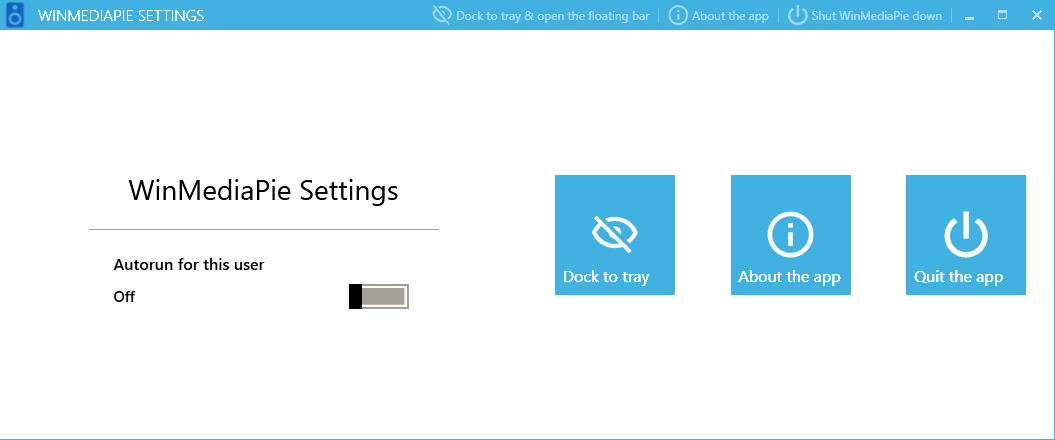 WINMEDIAPIE SETTINGS
Dock to tray & open the floating bar
About the app
Shut WinMediaPie down
WinMediaPie Settings
Autorun for this user
Off
Dock to tray
About the app
Quit the app